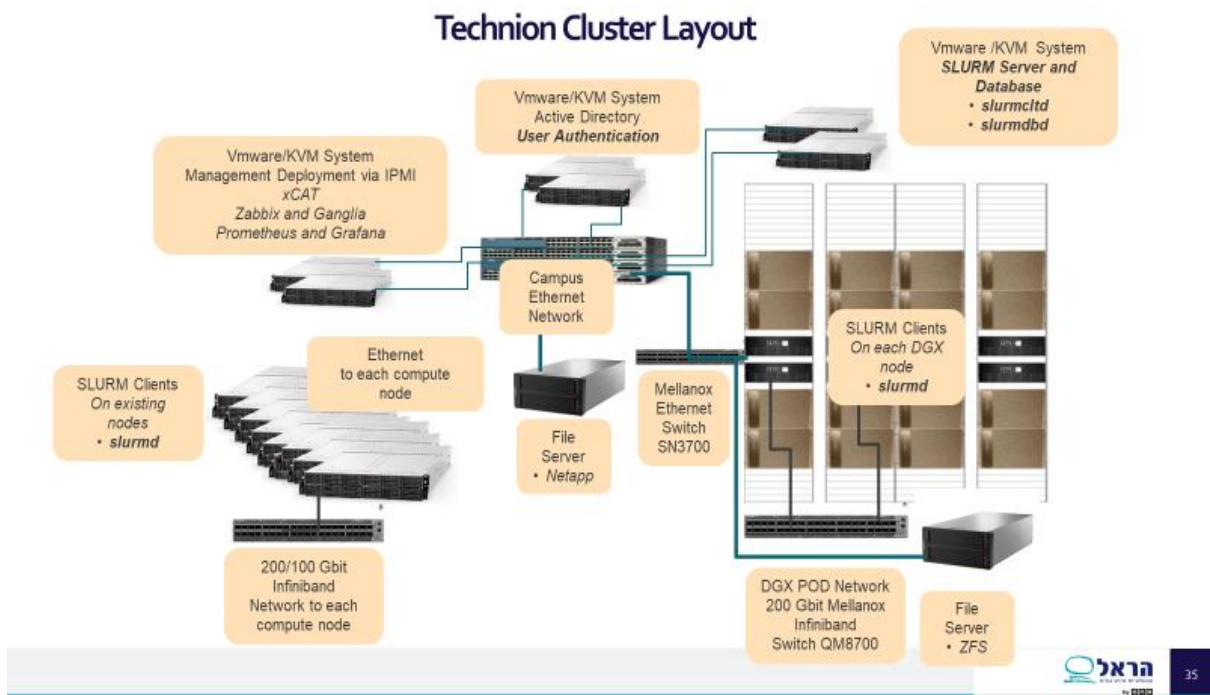 Technion Cluster Layout
Vmware /KVM System
SLURM Server and
Database
• slurmcltd
• slurmdbd
Vmware/KVM System
Active Directory
User Authentication
Vmware/KVM System
Management Deployment via IPMI
xCAT
Zabbix and Ganglia
Prometheus and Grafana
Campus
Ethernet
Network
SLURM Clients
On each DGX
node
• slurmd
Ethernet
to each compute
node
SLURM Clients
On existing
nodes
• slurmd
Mellanox
Ethernet
Switch
SN3700
File
Server
• Netapp
200/100 Gbit
Infiniband
Network to each
compute node
DGX POD Network
200 Gbit Mellanox
Infiniband
Switch QM8700
File
Server
• ZFS
הראל
35